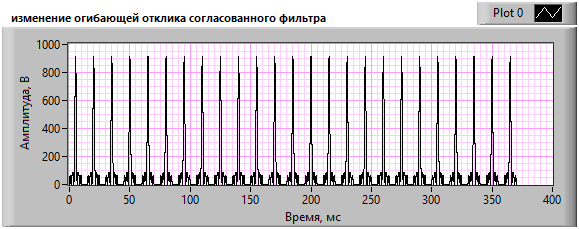 изменение огибающей отклика согласованного фильтра
Plot 0
Амплитуда, В
1000
800
600
400
200
0
0 50 100 150 200 250 300 350 400
Время, мс